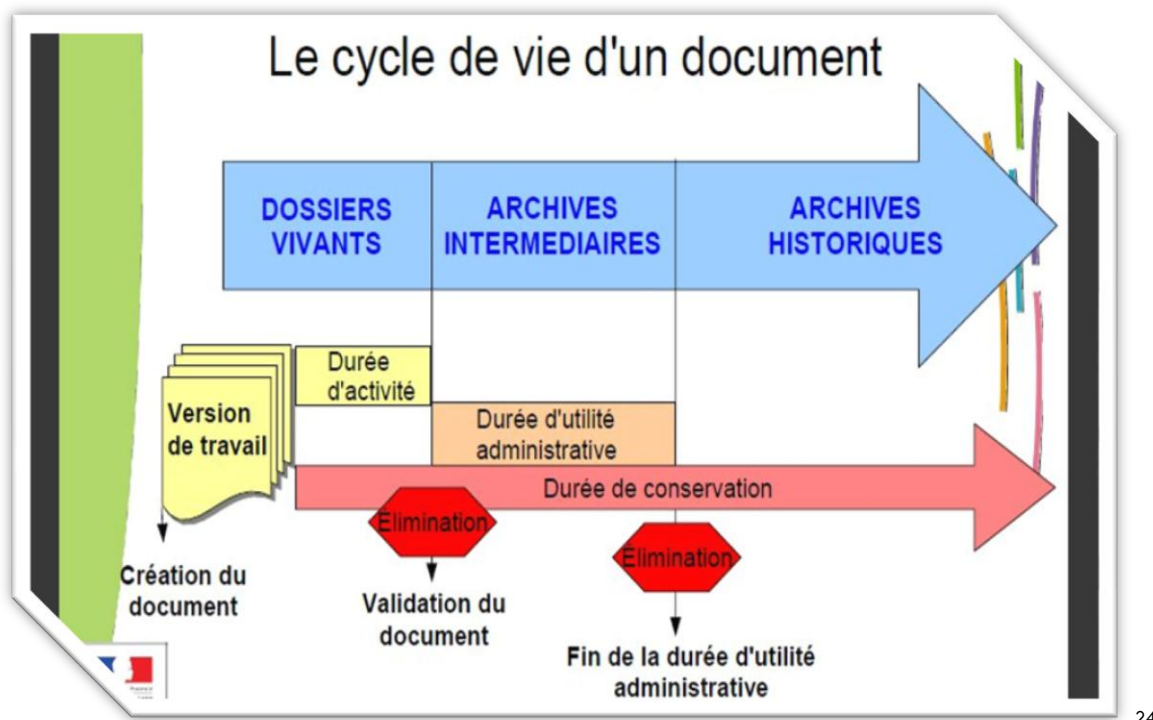 Le cycle de vie d'un document
DOSSIERS
VIVANTS
ARCHIVES
INTERMEDIAIRES
ARCHIVES
HISTORIQUES
Durée
d'activité
Version
de travail
Durée d'utilité
administrative
Durée de conservation
Élimination
Élimination
Création du
document
Validation du
document
Fin de la durée d'utilité
administrative
24